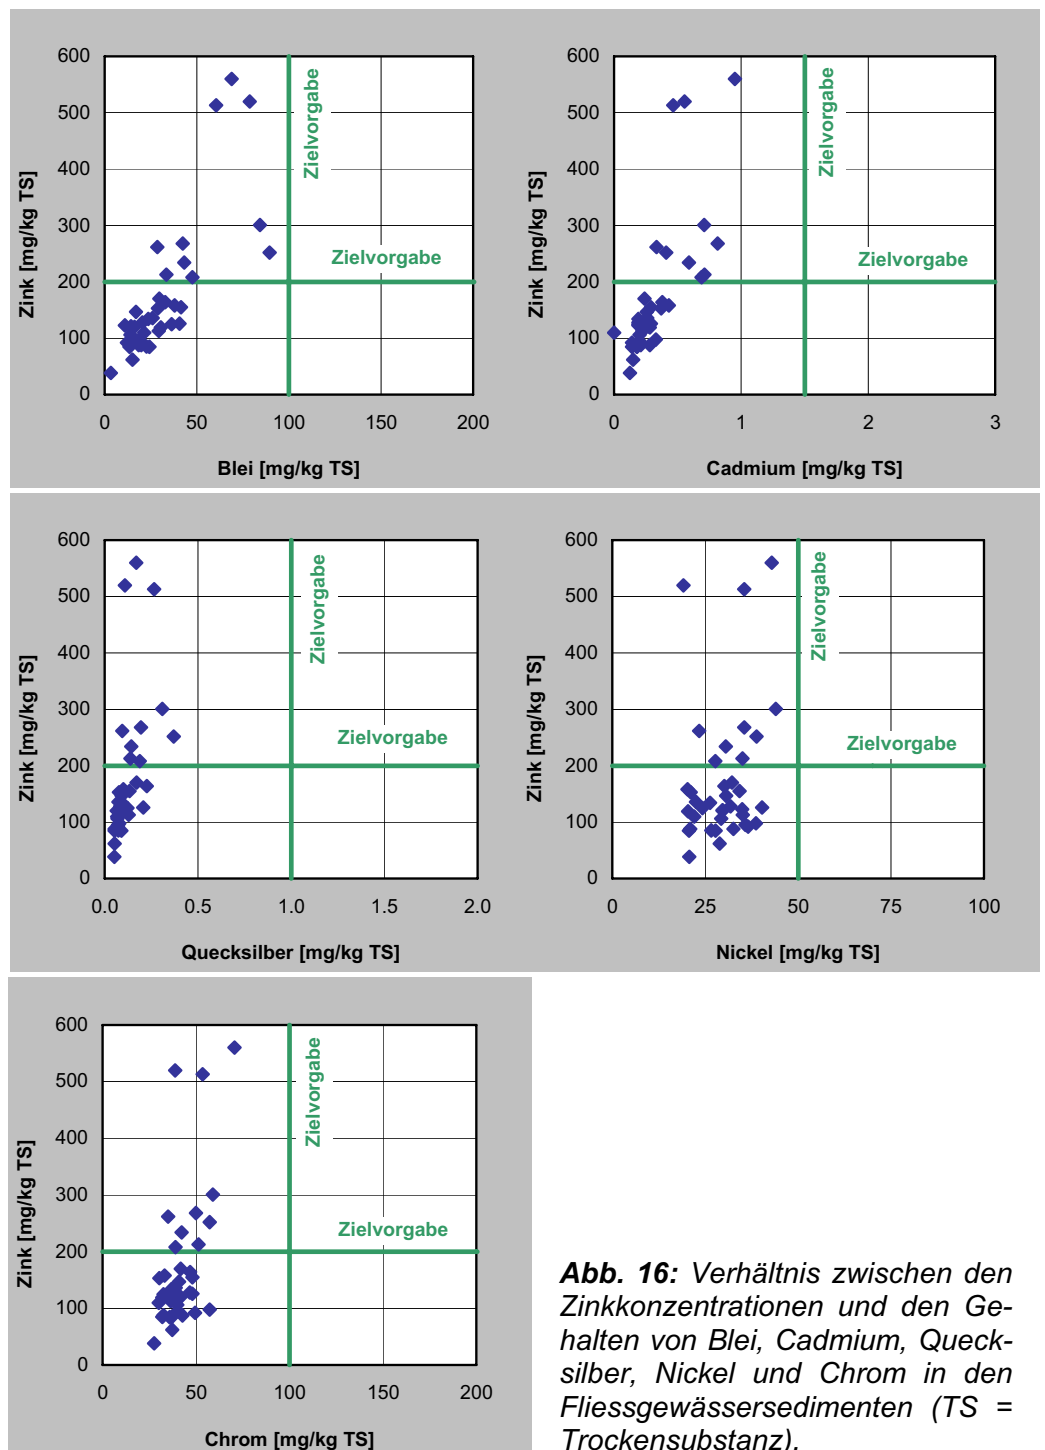 600
500
400
300
200
100
0
Zink [mg/kg TS]
Zielvorgabe
Zielvorgabe
0 50 100 150 200
Blei [mg/kg TS]
600
500
400
300
200
100
0
Zink [mg/kg TS]
Zielvorgabe
Zielvorgabe
0 1 2 3
Cadmium [mg/kg TS]
600
500
400
300
200
100
0
Zink [mg/kg TS]
Zielvorgabe
Zielvorgabe
0.0 0.5 1.0 1.5 2.0
Quecksilber [mg/kg TS]
600
500
400
300
200
100
0
Zink [mg/kg TS]
Zielvorgabe
Zielvorgabe
0 25 50 75 100
Nickel [mg/kg TS]
600
500
400
300
200
100
0
Zink [mg/kg TS]
Zielvorgabe
Zielvorgabe
0 50 100 150 200
Chrom [mg/kg TS]
Abb. 16: Verhältnis zwischen den
Zinkkonzentrationen und den Ge-
halten von Blei, Cadmium, Queck-
silber, Nickel und Chrom in den
Fliessgewässersedimenten (TS =
Trockensubstanz).